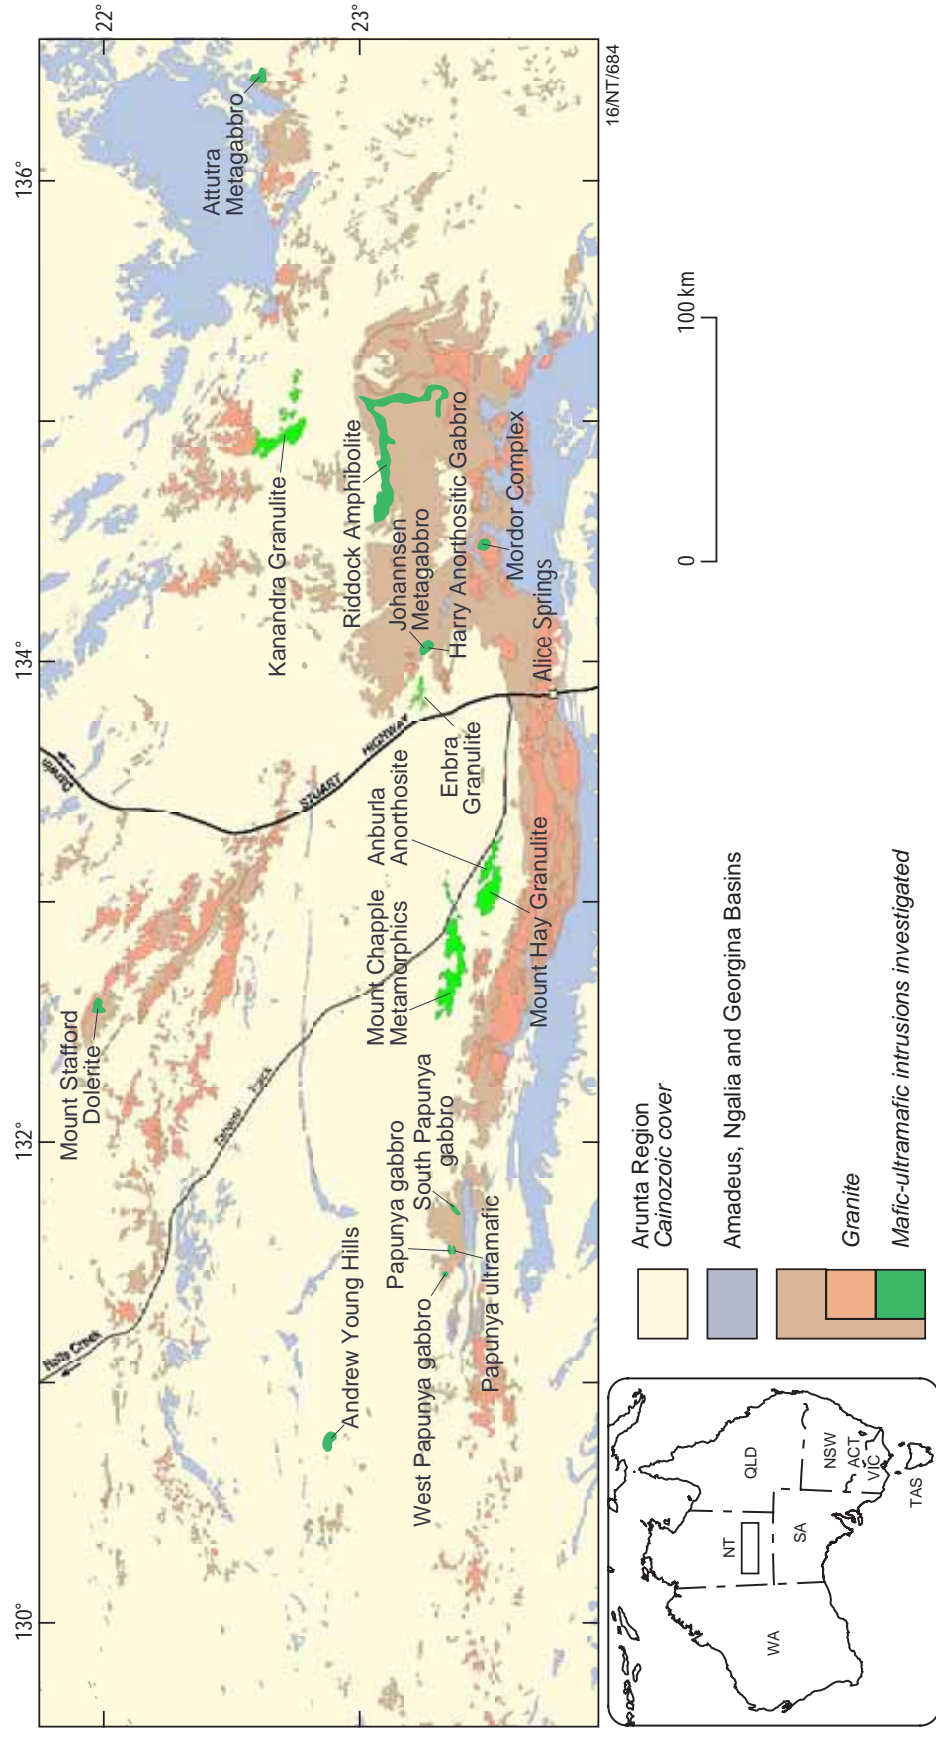 130°
132°
134°
136°
22°
23°
Holls Creek
Tanami Track
Darwin
STUART
HIGHWAY
Attutra
Metagabbro
Mount Stafford
Dolerite
Kanandra Granulite
Andrew Young Hills
Riddock Amphibolite
Johannsen
Metagabbro
Harry Anorthositic Gabbro
Mordor Complex
Alice Springs
Enbra
Granulite
Anburla
Anorthosite
Mount Chapple
Metamorphics
Mount Hay Granulite
Papunya gabbro
South Papunya
gabbro
West Papunya gabbro
Papunya ultramafic
16/NT/684
0
100 km
Arunta Region
Cainozoic cover
Amadeus, Ngalia and Georgina Basins
Granite
Mafic-ultramafic intrusions investigated
WA
NT
SA
QLD
NSW
ACT
VIC
TAS